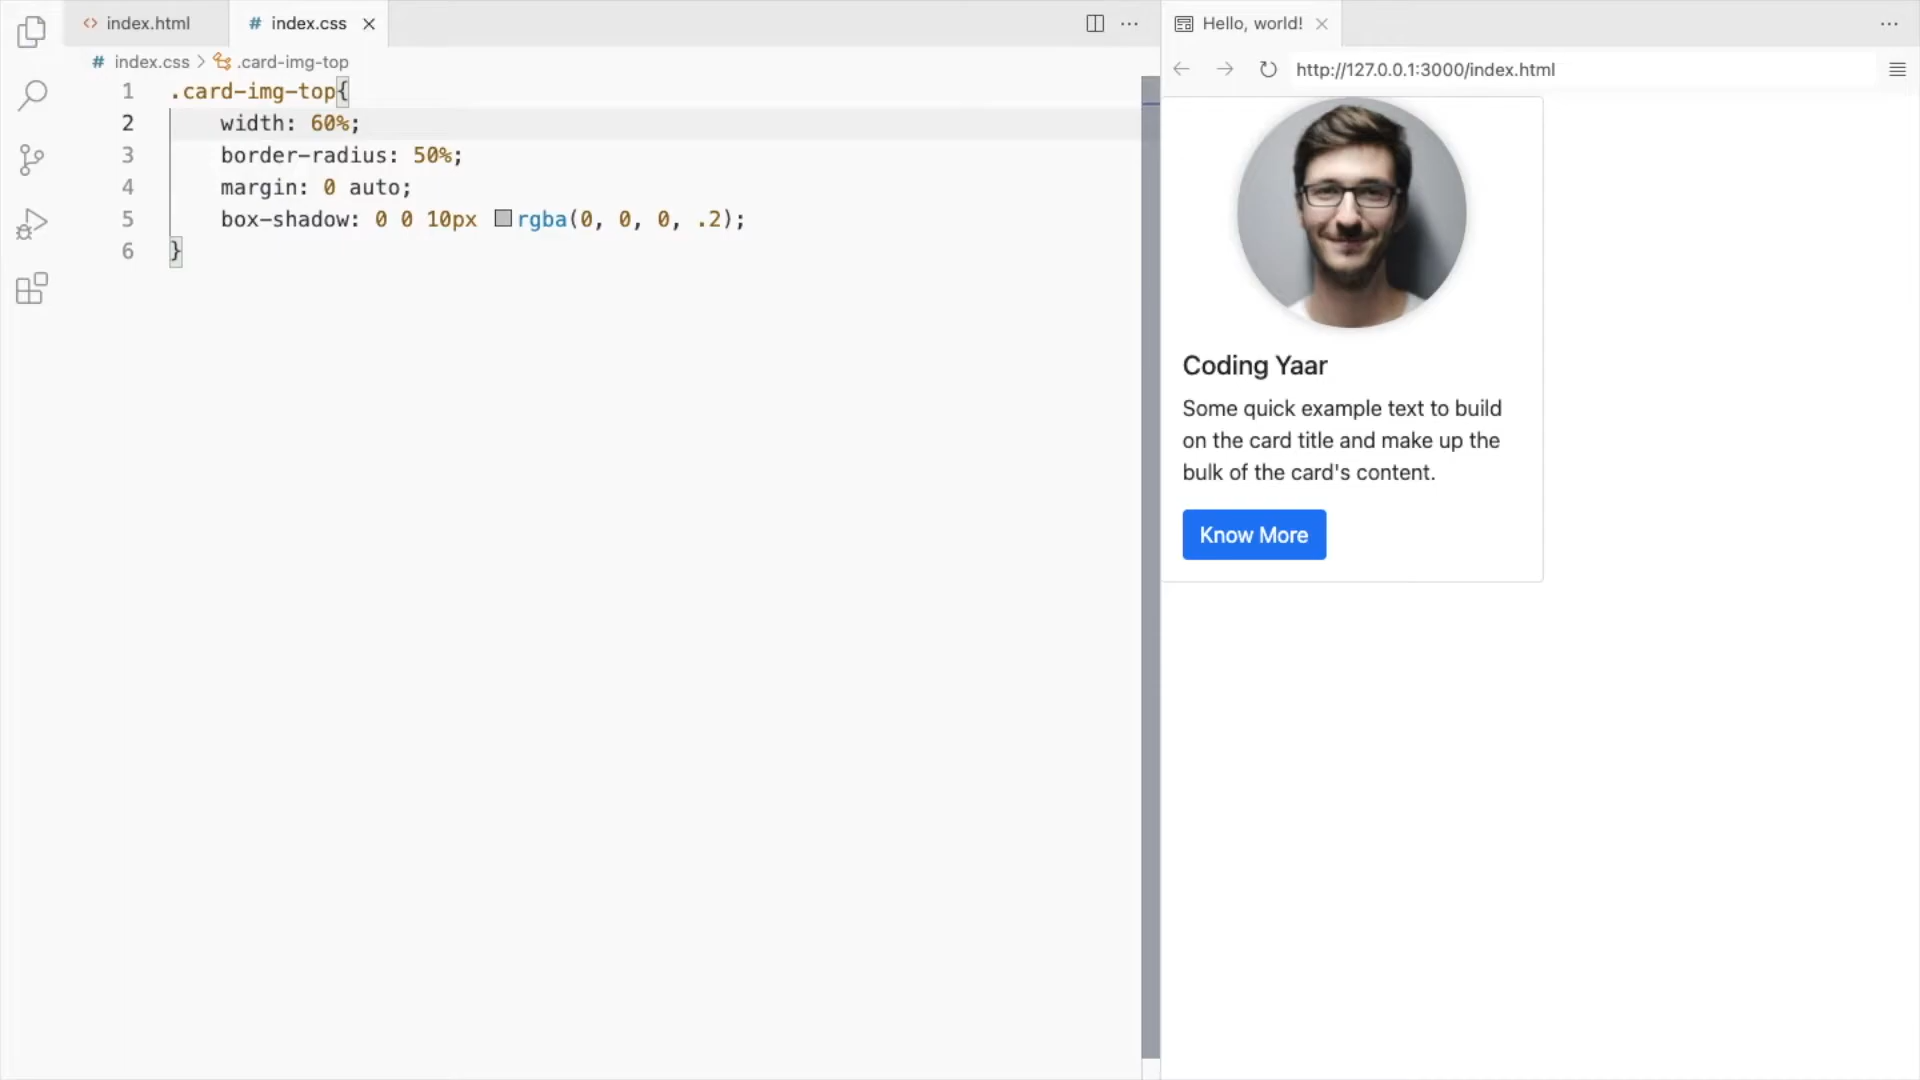 index.html
# index.css
# index.css > .card-img-top
1 .card-img-top{
2 width: 60%;
3 border-radius: 50%;
4 margin: 0 auto;
5 box-shadow: 0 0 10px rgba(0, 0, 0, .2);
6 }
Hello, world!
http://127.0.0.1:3000/index.html
Coding Yaar
Some quick example text to build
on the card title and make up the
bulk of the card's content.
Know More